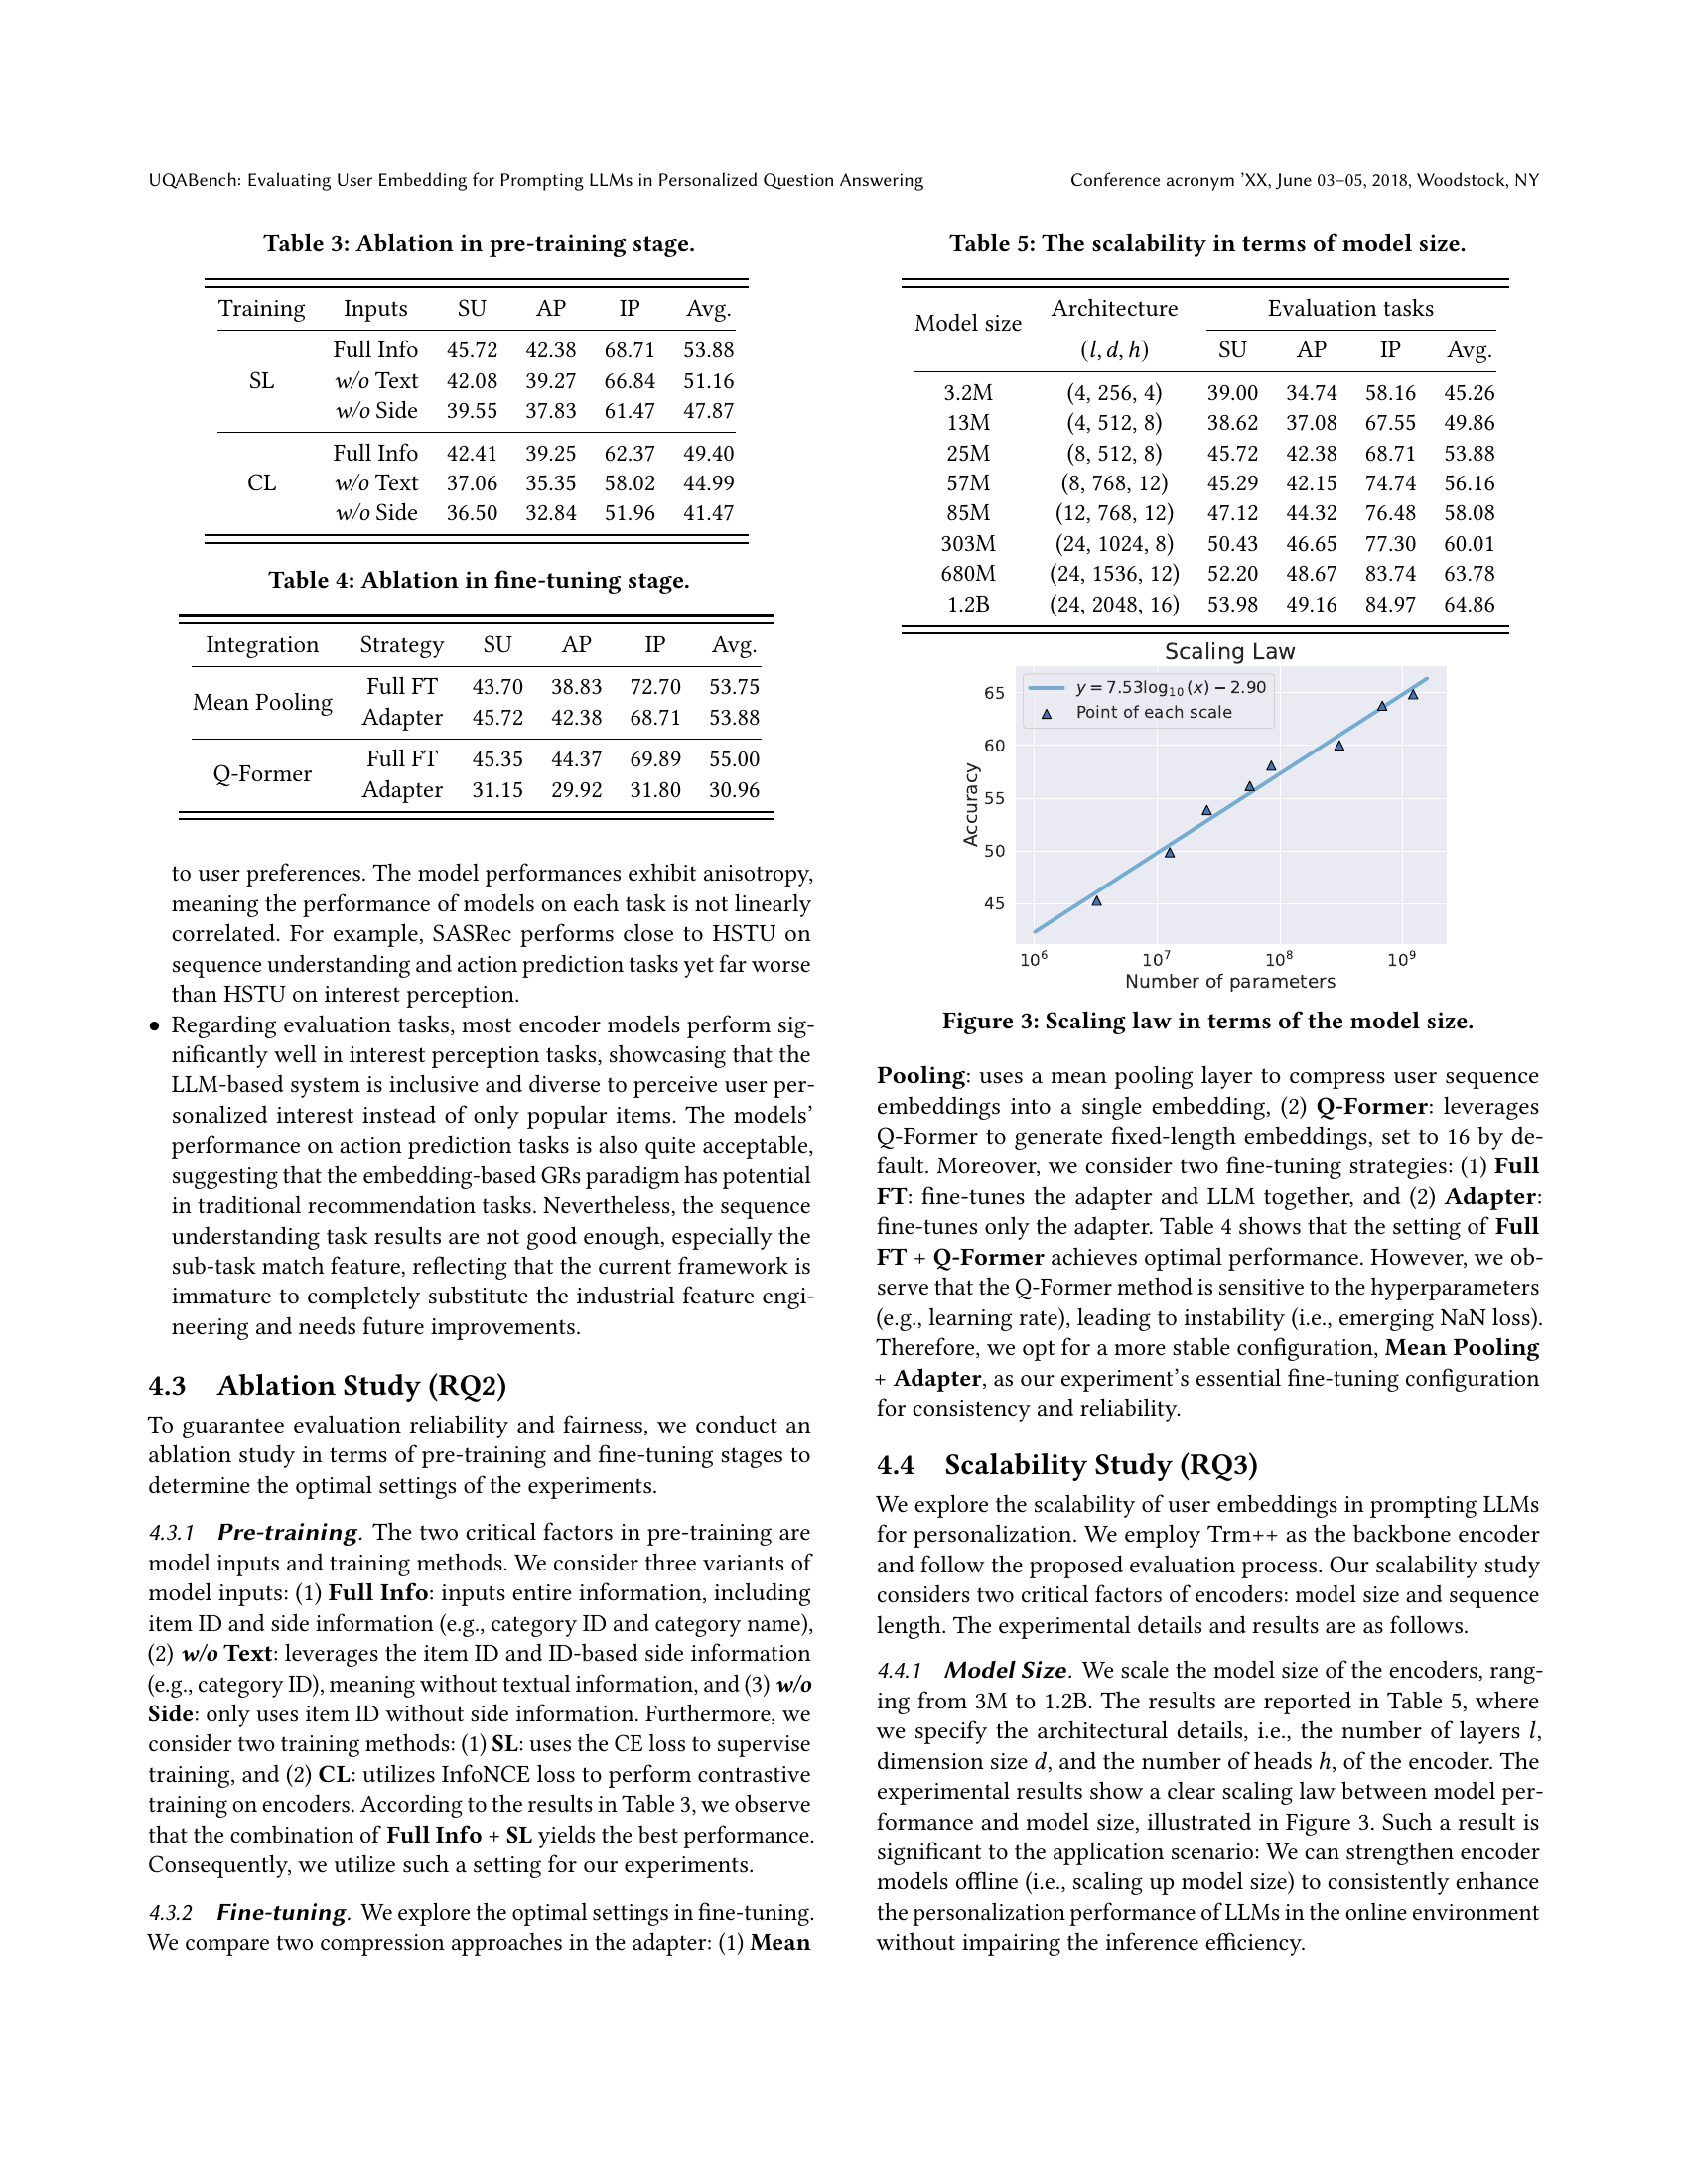 UQABench: Evaluating User Embedding for Prompting LLMs in Personalized Question Answering
Conference acronym 'XX, June 03–05, 2018, Woodstock, NY
Table 3: Ablation in pre-training stage.
Training Inputs SU AP IP Avg.
SL
Full Info 45.72 42.38 68.71 53.88
w/o Text 42.08 39.27 66.84 51.16
w/o Side 39.55 37.83 61.47 47.87
CL
Full Info 42.41 39.25 62.37 49.40
w/o Text 37.06 35.35 58.02 44.99
w/o Side 36.50 32.84 51.96 41.47
Table 4: Ablation in fine-tuning stage.
Integration Strategy SU AP IP Avg.
Mean Pooling
Full FT 43.70 38.83 72.70 53.75
Adapter 45.72 42.38 68.71 53.88
Q-Former
Full FT 45.35 44.37 69.89 55.00
Adapter 31.15 29.92 31.80 30.96
to user preferences. The model performances exhibit anisotropy,
meaning the performance of models on each task is not linearly
correlated. For example, SASRec performs close to HSTU on
sequence understanding and action prediction tasks yet far worse
than HSTU on interest perception.
• Regarding evaluation tasks, most encoder models perform sig-
nificantly well in interest perception tasks, showcasing that the
LLM-based system is inclusive and diverse to perceive user per-
sonalized interest instead of only popular items. The models'
performance on action prediction tasks is also quite acceptable,
suggesting that the embedding-based GRs paradigm has potential
in traditional recommendation tasks. Nevertheless, the sequence
understanding task results are not good enough, especially the
sub-task match feature, reflecting that the current framework is
immature to completely substitute the industrial feature engi-
neering and needs future improvements.
4.3 Ablation Study (RQ2)
To guarantee evaluation reliability and fairness, we conduct an
ablation study in terms of pre-training and fine-tuning stages to
determine the optimal settings of the experiments.
4.3.1 Pre-training. The two critical factors in pre-training are
model inputs and training methods. We consider three variants of
model inputs: (1) Full Info: inputs entire information, including
item ID and side information (e.g., category ID and category name),
(2) w/o Text: leverages the item ID and ID-based side information
(e.g., category ID), meaning without textual information, and (3) w/o
Side: only uses item ID without side information. Furthermore, we
consider two training methods: (1) SL: uses the CE loss to supervise
training, and (2) CL: utilizes InfoNCE loss to perform contrastive
training on encoders. According to the results in Table 3, we observe
that the combination of Full Info + SL yields the best performance.
Consequently, we utilize such a setting for our experiments.
4.3.2 Fine-tuning. We explore the optimal settings in fine-tuning.
We compare two compression approaches in the adapter: (1) Mean
Table 5: The scalability in terms of model size.
Model size Architecture Evaluation tasks
(l, d, h) SU AP IP Avg.
3.2M (4, 256, 4) 39.00 34.74 58.16 45.26
13M (4, 512, 8) 38.62 37.08 67.55 49.86
25M (8, 512, 8) 45.72 42.38 68.71 53.88
57M (8, 768, 12) 45.29 42.15 74.74 56.16
85M (12, 768, 12) 47.12 44.32 76.48 58.08
303M (24, 1024, 8) 50.43 46.65 77.30 60.01
680M (24, 1536, 12) 52.20 48.67 83.74 63.78
1.2B (24, 2048, 16) 53.98 49.16 84.97 64.86
Scaling Law
y = 7.53log₁₀(x) − 2.90
Point of each scale
Accuracy
65
60
55
50
45
10⁶ 10⁷ 10⁸ 10⁹
Number of parameters
Figure 3: Scaling law in terms of the model size.
Pooling: uses a mean pooling layer to compress user sequence
embeddings into a single embedding, (2) Q-Former: leverages
Q-Former to generate fixed-length embeddings, set to 16 by de-
fault. Moreover, we consider two fine-tuning strategies: (1) Full
FT: fine-tunes the adapter and LLM together, and (2) Adapter:
fine-tunes only the adapter. Table 4 shows that the setting of Full
FT + Q-Former achieves optimal performance. However, we ob-
serve that the Q-Former method is sensitive to the hyperparameters
(e.g., learning rate), leading to instability (i.e., emerging NaN loss).
Therefore, we opt for a more stable configuration, Mean Pooling
+ Adapter, as our experiment's essential fine-tuning configuration
for consistency and reliability.
4.4 Scalability Study (RQ3)
We explore the scalability of user embeddings in prompting LLMs
for personalization. We employ Trm++ as the backbone encoder
and follow the proposed evaluation process. Our scalability study
considers two critical factors of encoders: model size and sequence
length. The experimental details and results are as follows.
4.4.1 Model Size. We scale the model size of the encoders, rang-
ing from 3M to 1.2B. The results are reported in Table 5, where
we specify the architectural details, i.e., the number of layers l,
dimension size d, and the number of heads h, of the encoder. The
experimental results show a clear scaling law between model per-
formance and model size, illustrated in Figure 3. Such a result is
significant to the application scenario: We can strengthen encoder
models offline (i.e., scaling up model size) to consistently enhance
the personalization performance of LLMs in the online environment
without impairing the inference efficiency.